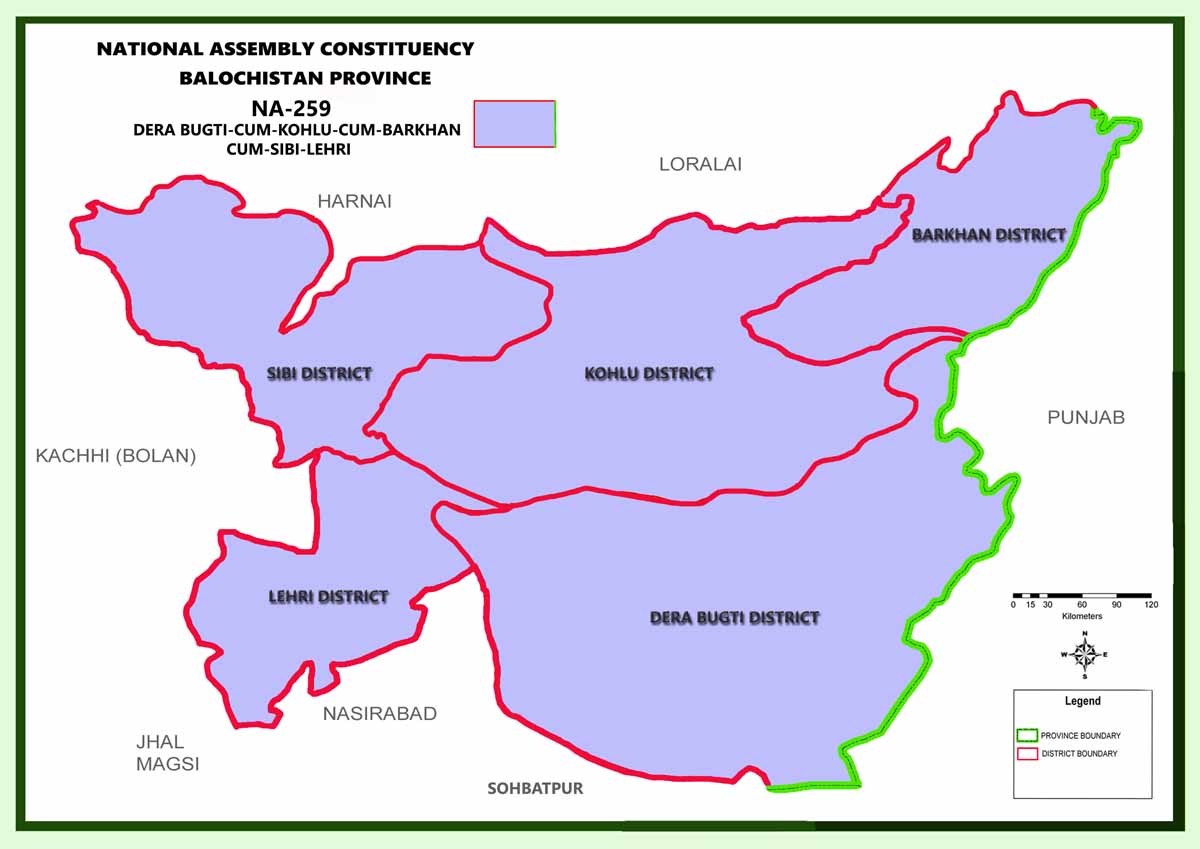 NATIONAL ASSEMBLY CONSTITUENCY
BALOCHISTAN PROVINCE
NA-259
DERA BUGTI-CUM-KOHLU-CUM-BARKHAN
CUM-SIBI-LEHRI
LORALAI
HARNAI
BARKHAN DISTRICT
SIBI DISTRICT
KOHLU DISTRICT
PUNJAB
KACHHI (BOLAN)
LEHRI DISTRICT
DERA BUGTI DISTRICT
0 15 30 60 90 120
Kilometers
N
W E
S
NASIRABAD
JHAL
MAGSI
SOHBATPUR
Legend
PROVINCE BOUNDARY
DISTRICT BOUNDARY